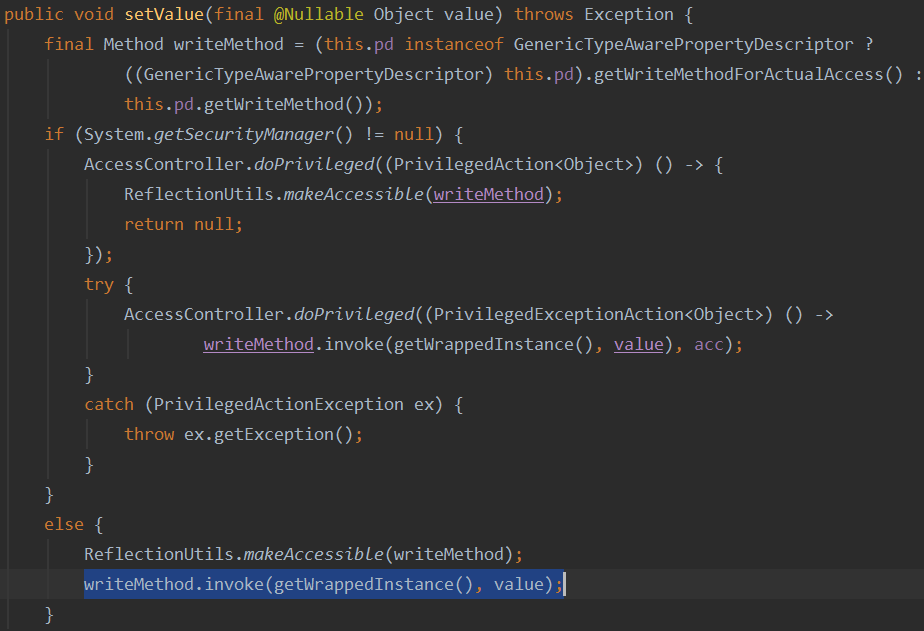 public void setValue(final @Nullable Object value) throws Exception {
final Method writeMethod = (this.pd instanceof GenericTypeAwarePropertyDescriptor ?
((GenericTypeAwarePropertyDescriptor) this.pd).getWriteMethodForActualAccess() :
this.pd.getWriteMethod());
if (System.getSecurityManager() != null) {
AccessController.doPrivileged((PrivilegedAction<Object>) () -> {
ReflectionUtils.makeAccessible(writeMethod);
return null;
});
try {
AccessController.doPrivileged((PrivilegedExceptionAction<Object>) () ->
writeMethod.invoke(getWrappedInstance(), value), acc);
}
catch (PrivilegedActionException ex) {
throw ex.getException();
}
}
else {
ReflectionUtils.makeAccessible(writeMethod);
writeMethod.invoke(getWrappedInstance(), value);
}